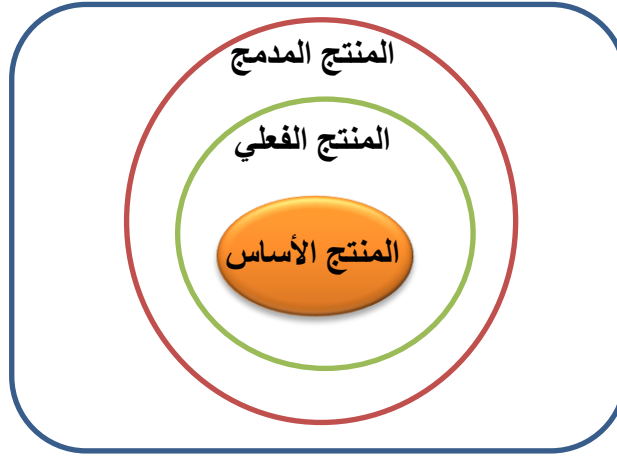 المنتج المدمج
المنتج الفعلي
المنتج الأساس